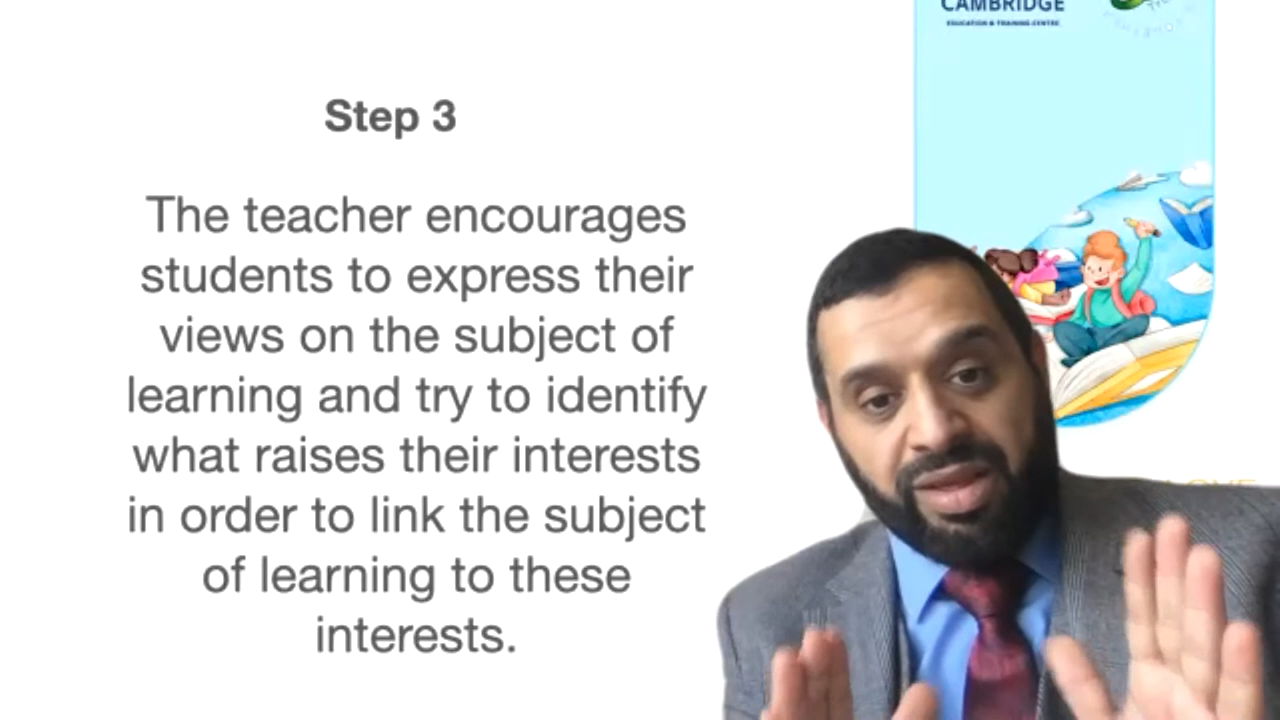 CAMBRIDGE
EDUCATION & TRAINING CENTRE
Step 3
The teacher encourages
students to express their
views on the subject of
learning and try to identify
what raises their interests
in order to link the subject
of learning to these
interests.
LOVE